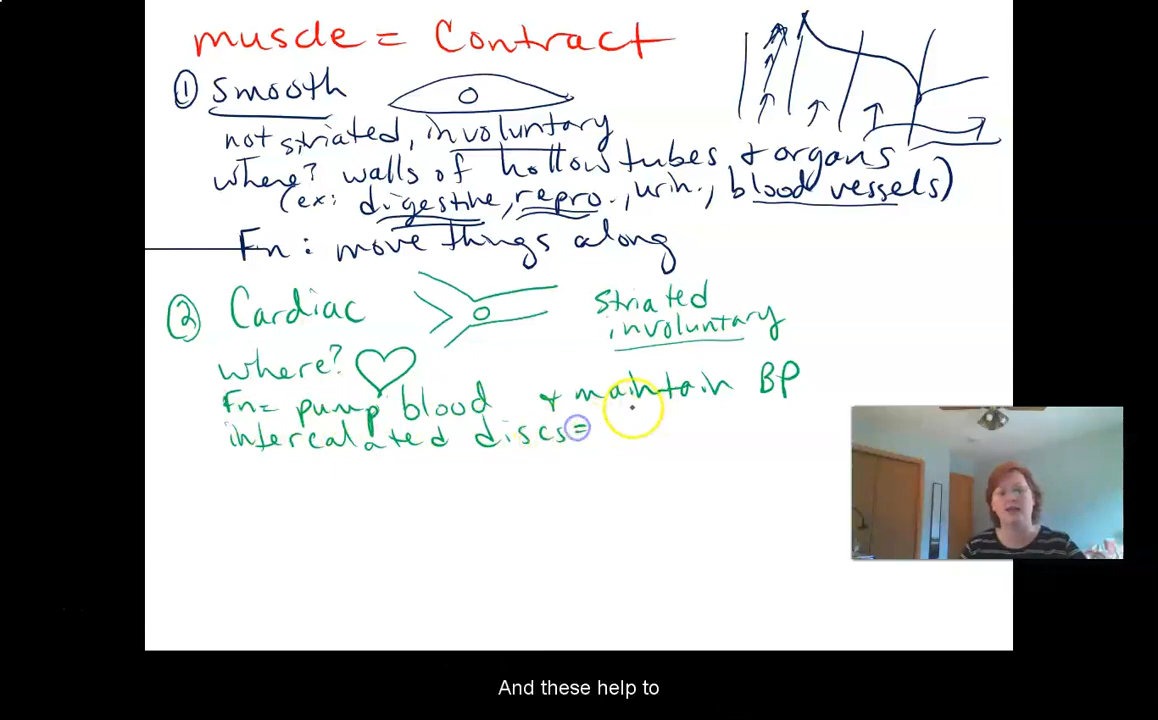 muscle = Contract
① Smooth
not striated, involuntary
where? walls of hollow tubes + organs
(ex: digestive, repro., urin., blood vessels)
Fn: move things along
② Cardiac
striated
involuntary
where?
Fn= pump blood + maintain BP
intercalated discs =
And these help to